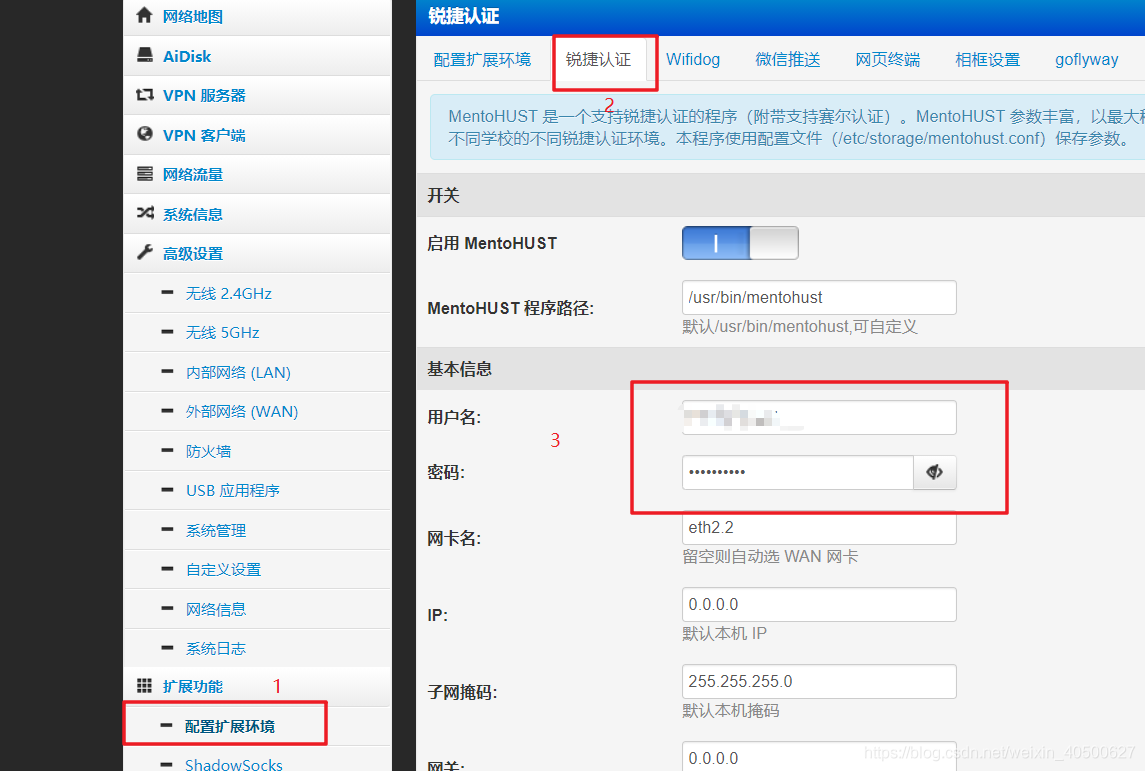 网络地图
AiDisk
VPN 服务器
VPN 客户端
网络流量
系统信息
高级设置
无线 2.4GHz
无线 5GHz
内部网络 (LAN)
外部网络 (WAN)
防火墙
USB 应用程序
系统管理
自定义设置
网络信息
系统日志
扩展功能
1
配置扩展环境
ShadowSocks
锐捷认证
配置扩展环境
锐捷认证
Wifidog
微信推送
网页终端
相框设置
goflyway
2
MentoHUST 是一个支持锐捷认证的程序（附带支持赛尔认证）。MentoHUST 参数丰富，以最大程
不同学校的不同锐捷认证环境。本程序使用配置文件（/etc/storage/mentohust.conf）保存参数。
开关
启用 MentoHUST
MentoHUST 程序路径:
/usr/bin/mentohust
默认/usr/bin/mentohust,可自定义
基本信息
用户名:
3
密码:
••••••••••
网卡名:
eth2.2
留空则自动选 WAN 网卡
IP:
0.0.0.0
默认本机 IP
子网掩码:
255.255.255.0
默认本机掩码
网关:
0.0.0.0
https://blog.csdn.net/weixin_40500627